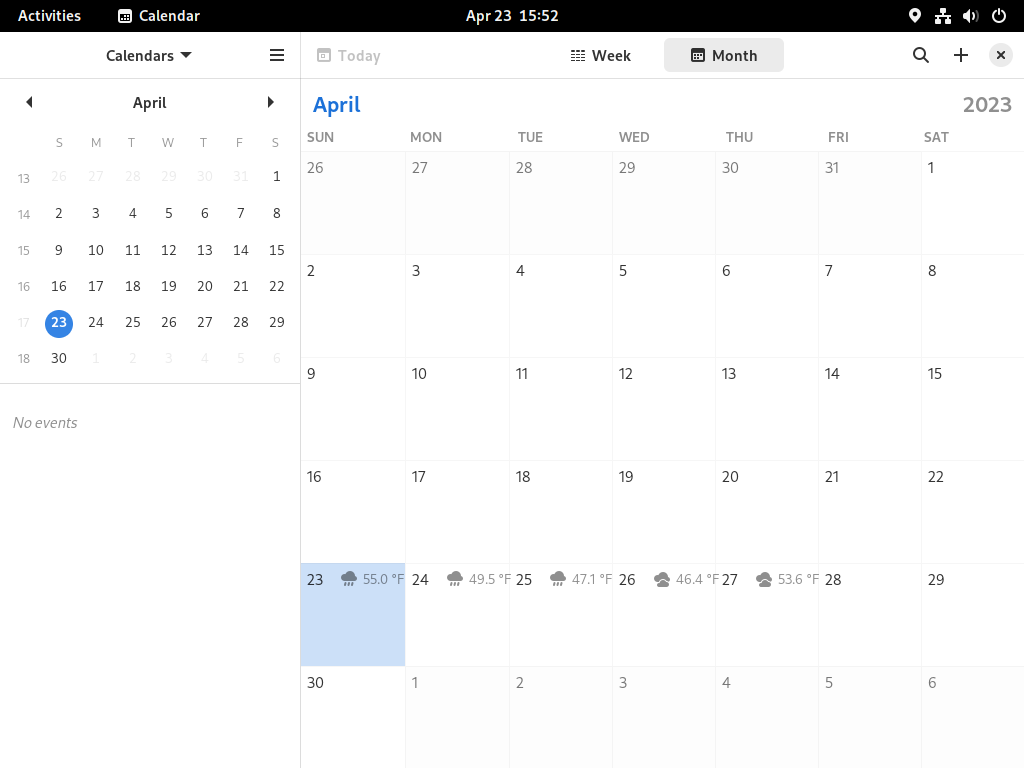 Activities Calendar Apr 23 15:52
Calendars Today Week Month
April
S M T W T F S
13 26 27 28 29 30 31 1
14 2 3 4 5 6 7 8
15 9 10 11 12 13 14 15
16 16 17 18 19 20 21 22
17 23 24 25 26 27 28 29
18 30 1 2 3 4 5 6
No events
April 2023
SUN MON TUE WED THU FRI SAT
26 27 28 29 30 31 1
2 3 4 5 6 7 8
9 10 11 12 13 14 15
16 17 18 19 20 21 22
23 55.0 °F 24 49.5 °F 25 47.1 °F 26 46.4 °F 27 53.6 °F 28 29
30 1 2 3 4 5 6